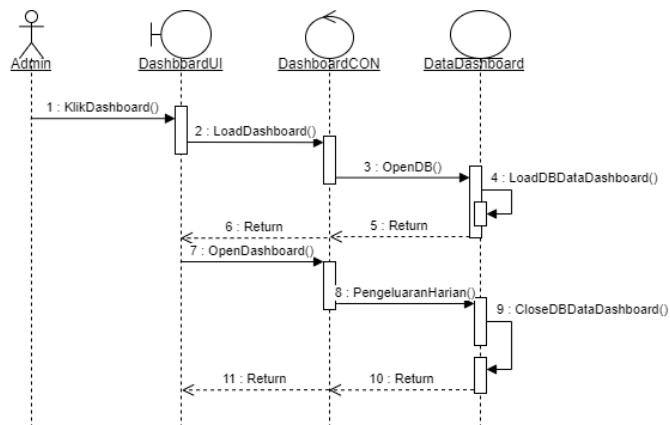 Admin
DashboardUI
DashboardCON
DataDashboard
1 : KlikDashboard()
2 : LoadDashboard()
3 : OpenDB()
4 : LoadDBDataDashboard()
5 : Return
6 : Return
7 : OpenDashboard()
8 : PengeluaranHarian()
9 : CloseDBDataDashboard()
10 : Return
11 : Return